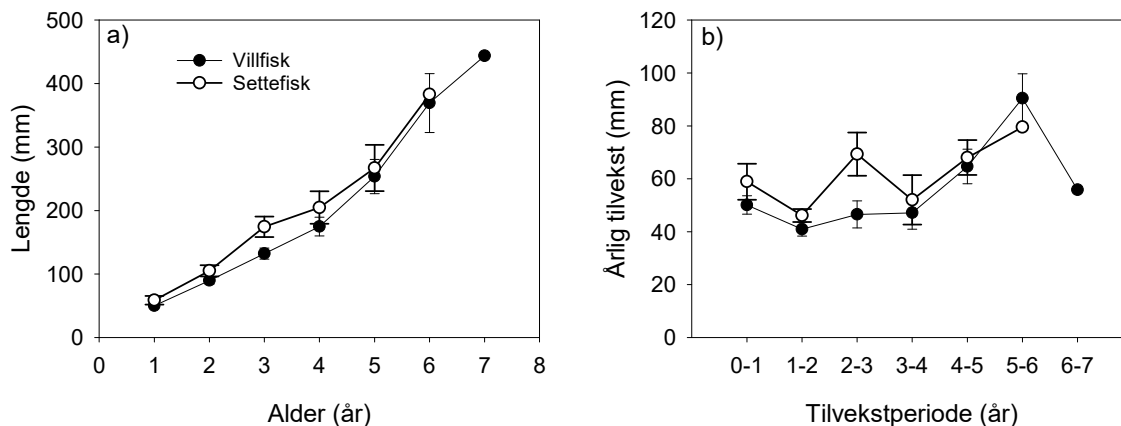 a)
Villfisk
Settefisk
Lengde (mm)
500
400
300
200
100
0
0 1 2 3 4 5 6 7 8
Alder (år)
b)
Årlig tilvekst (mm)
120
100
80
60
40
20
0
0-1 1-2 2-3 3-4 4-5 5-6 6-7
Tilvekstperiode (år)